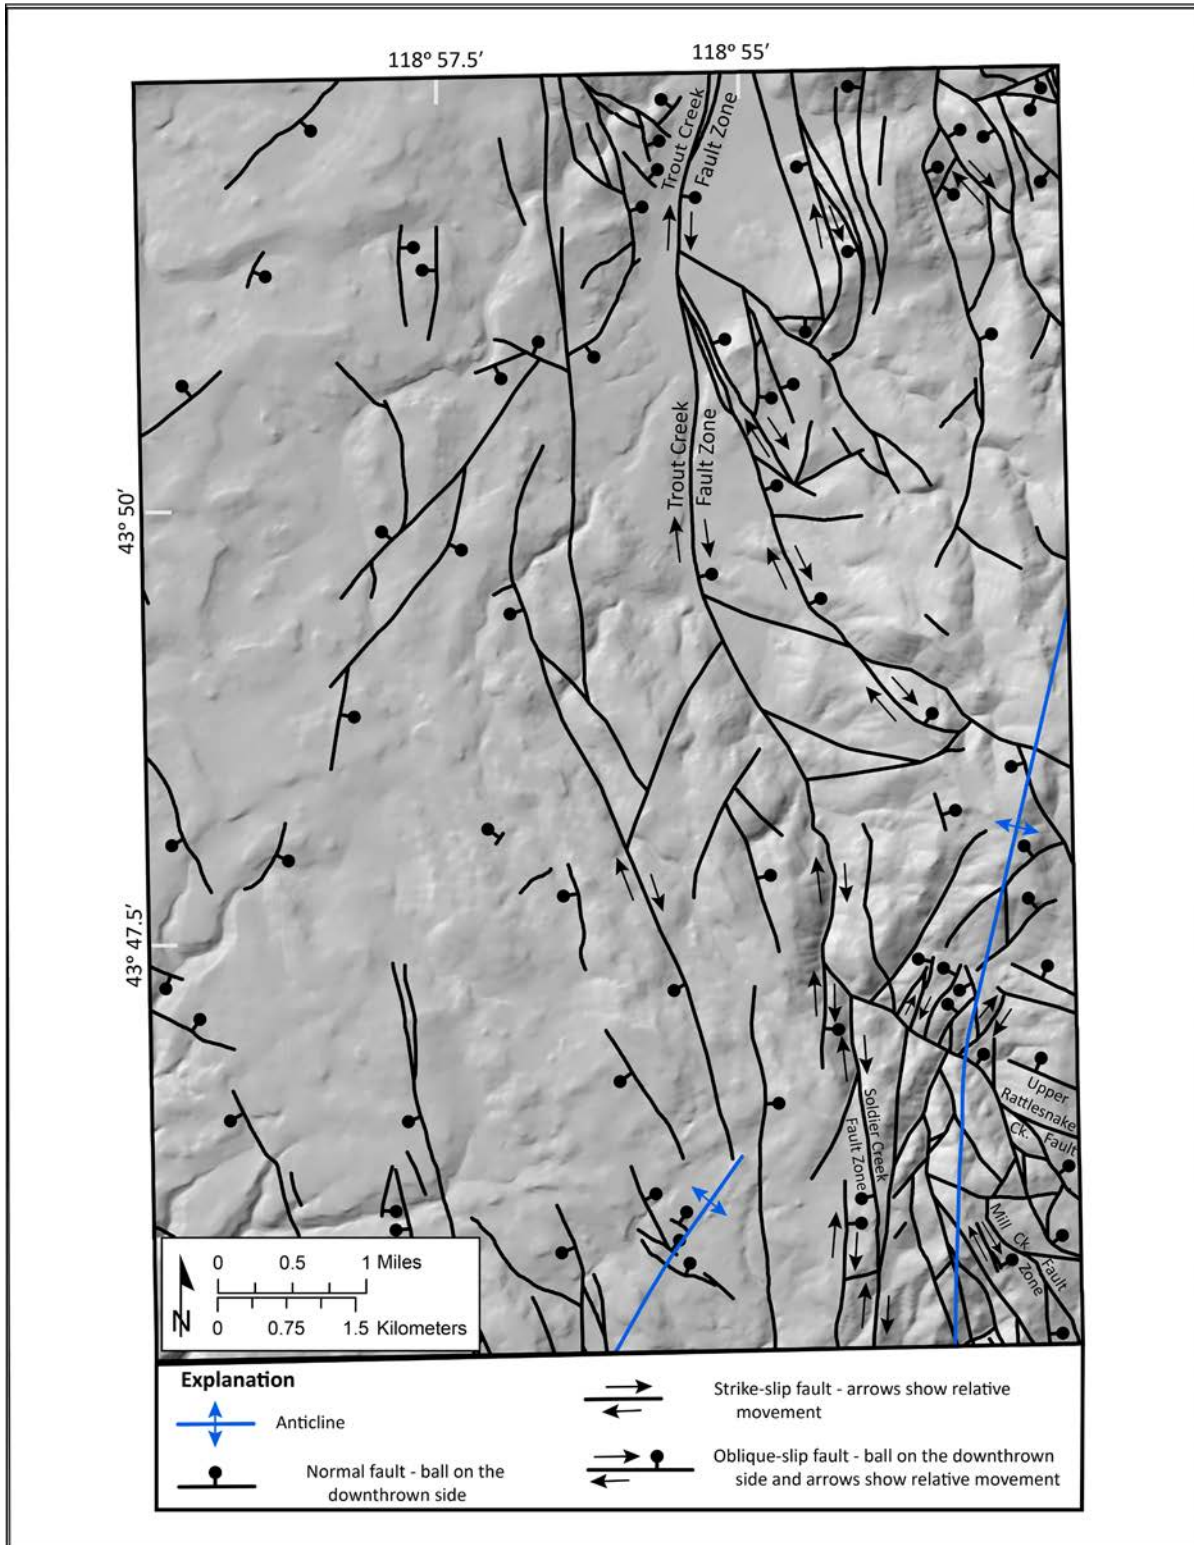 118° 57.5′
118° 55′
Trout Creek
Fault Zone
Trout Creek
Fault Zone
43° 50′
43° 47.5′
Soldier Creek
Fault Zone
Upper
Rattlesnake
Ck. Fault
Mill Ck. Fault
Zone
N
0 0.5 1 Miles
0 0.75 1.5 Kilometers
Explanation
Anticline
Normal fault - ball on the
downthrown side
Strike-slip fault - arrows show relative
movement
Oblique-slip fault - ball on the downthrown
side and arrows show relative movement